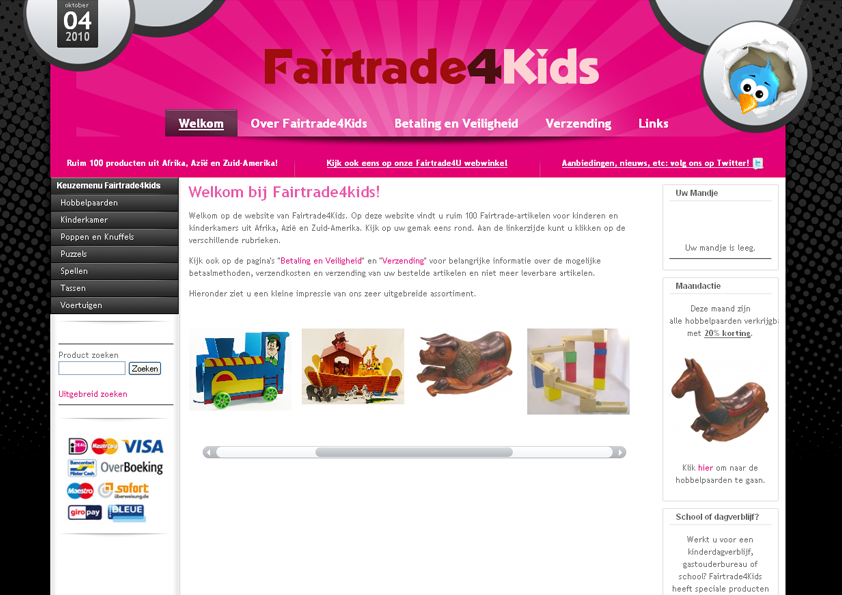 oktober
04
2010
Fairtrade4Kids
Welkom
Over Fairtrade4Kids
Betaling en Veiligheid
Verzending
Links
Ruim 100 producten uit Afrika, Azië en Zuid-Amerika!
Kijk ook eens op onze Fairtrade4U webwinkel
Aanbiedingen, nieuws, etc: volg ons op Twitter!
Keuzemenu Fairtrade4kids
Hobbelpaarden
Kinderkamer
Poppen en Knuffels
Puzzels
Spellen
Tassen
Voertuigen
Product zoeken
Zoeken
Uitgebreid zoeken
iDEAL
MasterCard
VISA
Bancontact
Mister Cash
OverBoeking
Maestro
sofort
überweisung.de
giropay
CARTE BLEUE
Welkom bij Fairtrade4kids!
Welkom op de website van Fairtrade4Kids. Op deze website vindt u ruim 100 Fairtrade-artikelen voor kinderen en
kinderkamers uit Afrika, Azië en Zuid-Amerika. Kijk op uw gemak eens rond. Aan de linkerzijde kunt u klikken op de
verschillende rubrieken.
Kijk ook op de pagina's "Betaling en Veiligheid" en "Verzending" voor belangrijke informatie over de mogelijke
betaalmethoden, verzendkosten en verzending van uw bestelde artikelen en niet meer leverbare artikelen.
Hieronder ziet u een kleine impressie van ons zeer uitgebreide assortiment.
Uw Mandje
Uw mandje is leeg.
Maandactie
Deze maand zijn
alle hobbelpaarden verkrijgba
met 20% korting.
Klik hier om naar de
hobbelpaarden te gaan.
School of dagverblijf?
Werkt u voor een
kinderdagverblijf,
gastouderbureau of
school? Fairtrade4Kids
heeft speciale producten